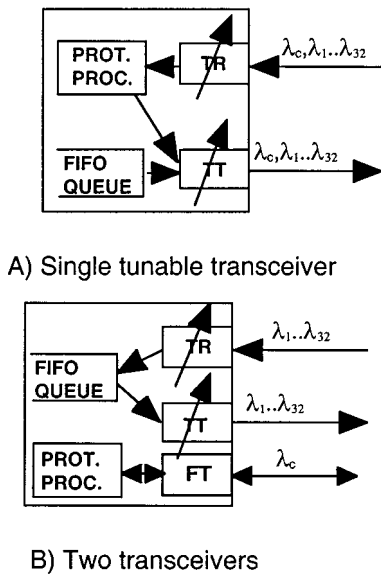 PROT.
PROC.
TR
λc,λ1..λ32
FIFO
QUEUE
TT
λc,λ1..λ32
A) Single tunable transceiver
FIFO
QUEUE
TR
λ1..λ32
TT
λ1..λ32
PROT.
PROC.
FT
λc
B) Two transceivers